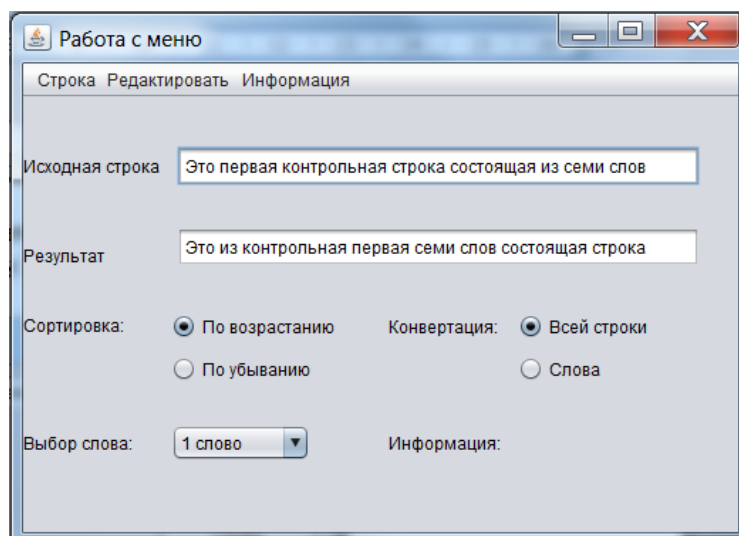 Работа с меню
Строка Редактировать Информация
Исходная строка Это первая контрольная строка состоящая из семи слов
Результат Это из контрольная первая семи слов состоящая строка
Сортировка: По возрастанию Конвертация: Всей строки
По убыванию Слова
Выбор слова: 1 слово Информация: